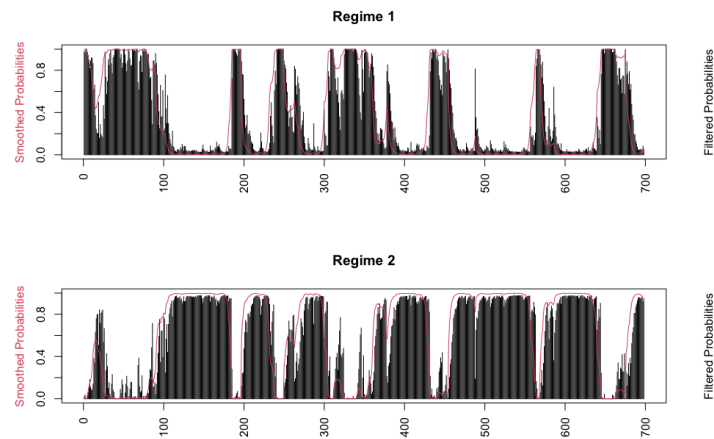 Regime 1
Smoothed Probabilities
0.0 0.4 0.8
Filtered Probabilities
0 100 200 300 400 500 600 700
Regime 2
Smoothed Probabilities
0.0 0.4 0.8
Filtered Probabilities
0 100 200 300 400 500 600 700